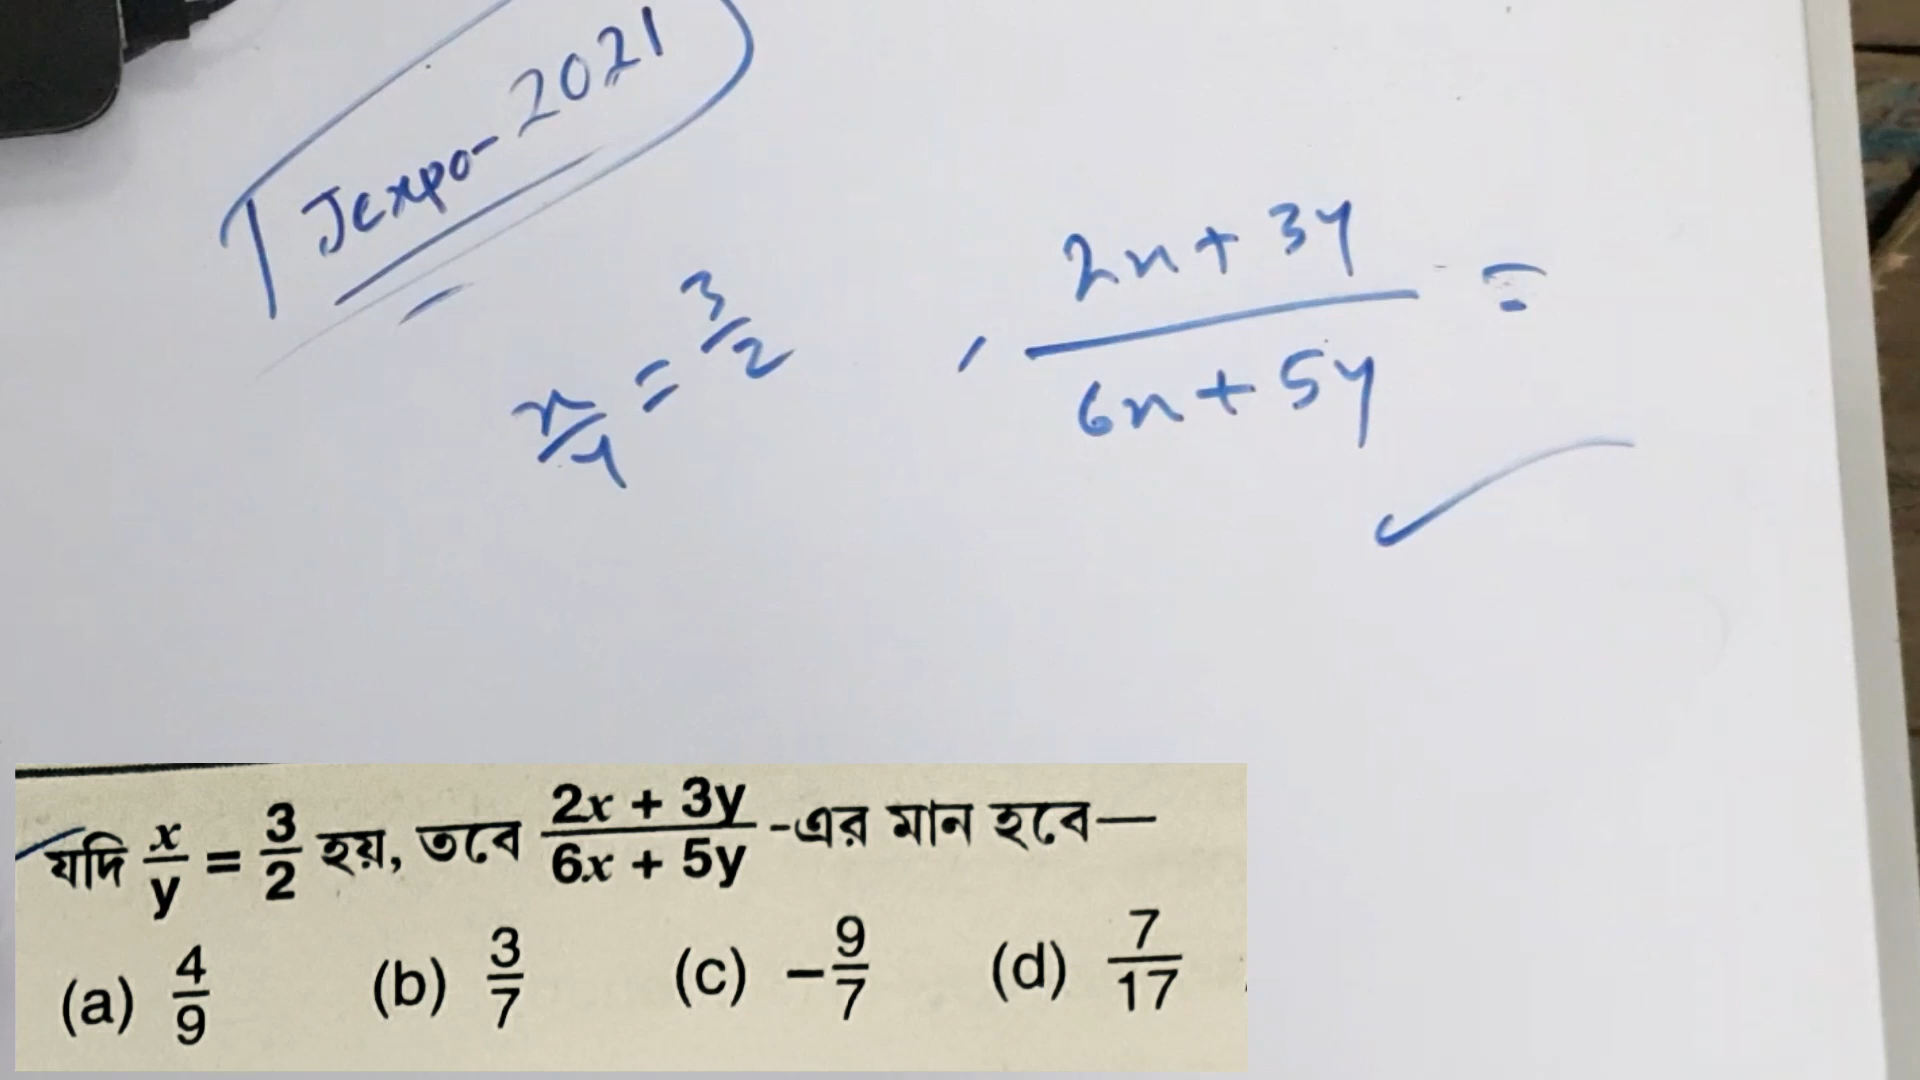 Jexpo-2021
x/y = 3/2 , (2x + 3y)/(6x + 5y) =
যদি x/y = 3/2 হয়, তবে (2x + 3y)/(6x + 5y) -এর মান হবে—
(a) 4/9 (b) 3/7 (c) -9/7 (d) 7/17